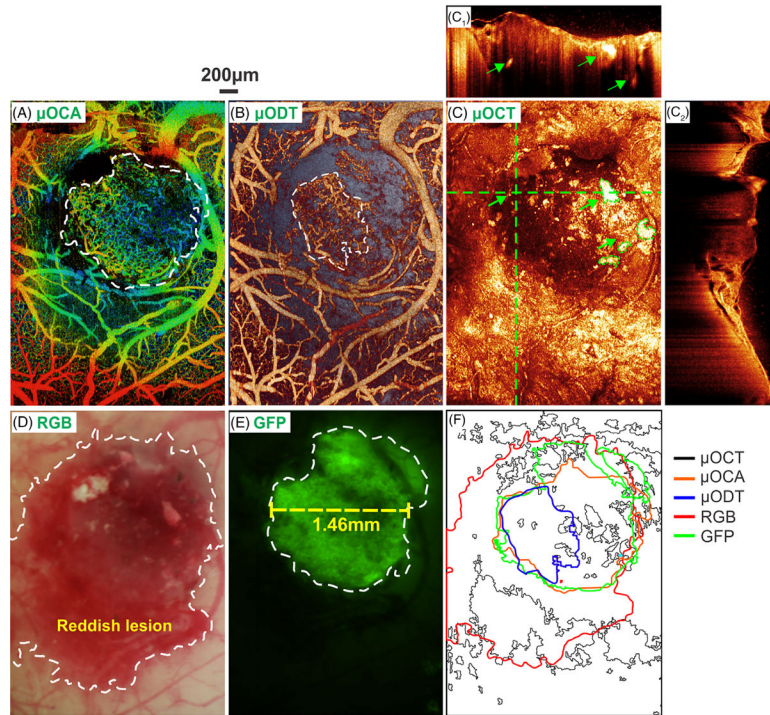 (C₁)
200µm
(A) µOCA
(B) µODT
(C) µOCT
(C₂)
(D) RGB
Reddish lesion
(E) GFP
1.46mm
(F)
µOCT
µOCA
µODT
RGB
GFP